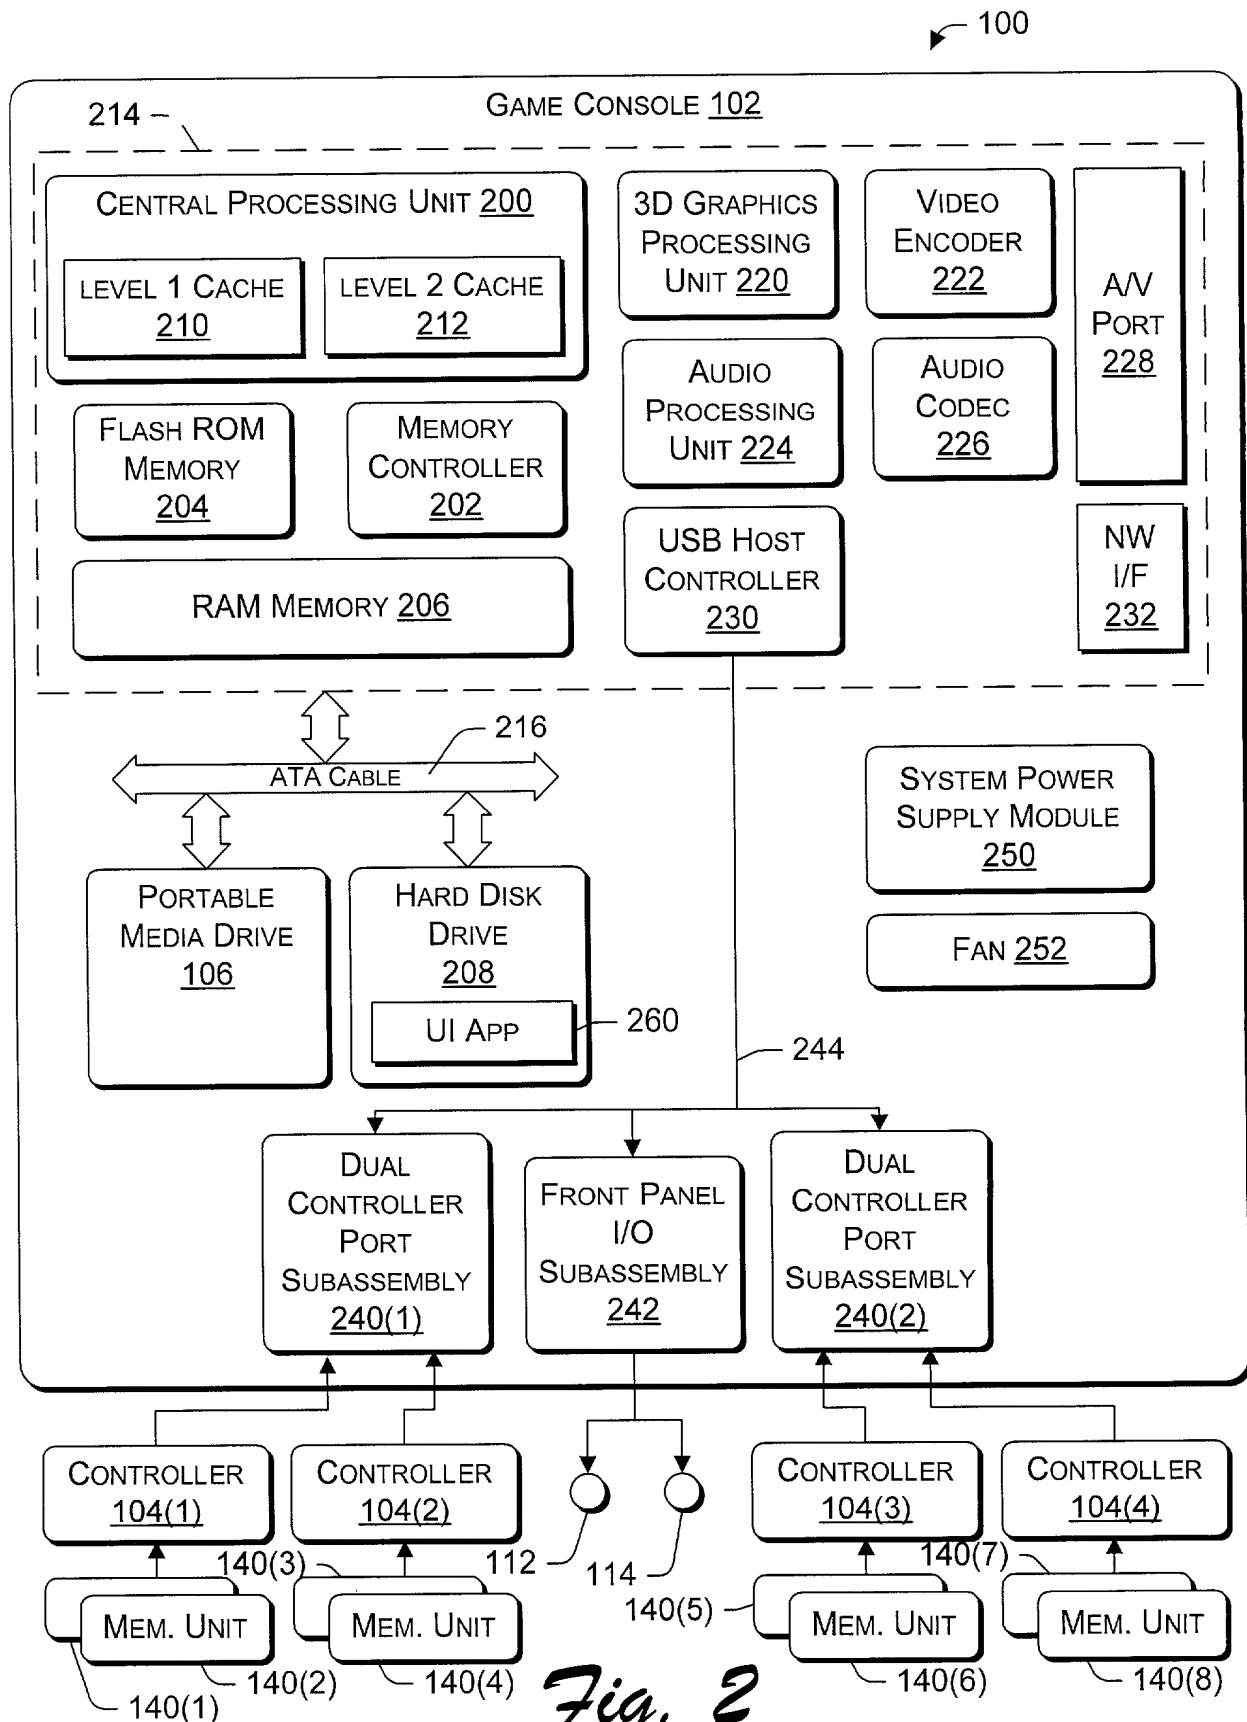 100
GAME CONSOLE 102
214
CENTRAL PROCESSING UNIT 200
LEVEL 1 CACHE
210
LEVEL 2 CACHE
212
3D GRAPHICS
PROCESSING
UNIT 220
VIDEO
ENCODER
222
A/V
PORT
228
AUDIO
PROCESSING
UNIT 224
AUDIO
CODEC
226
FLASH ROM
MEMORY
204
MEMORY
CONTROLLER
202
USB HOST
CONTROLLER
230
NW
I/F
232
RAM MEMORY 206
216
ATA CABLE
SYSTEM POWER
SUPPLY MODULE
250
PORTABLE
MEDIA DRIVE
106
HARD DISK
DRIVE
208
UI APP
260
FAN 252
244
DUAL
CONTROLLER
PORT
SUBASSEMBLY
240(1)
FRONT PANEL
I/O
SUBASSEMBLY
242
DUAL
CONTROLLER
PORT
SUBASSEMBLY
240(2)
CONTROLLER
104(1)
CONTROLLER
104(2)
CONTROLLER
104(3)
CONTROLLER
104(4)
112
114
140(3)
140(7)
140(5)
MEM. UNIT
MEM. UNIT
MEM. UNIT
MEM. UNIT
140(1)
140(2)
140(4)
140(6)
140(8)
Fig. 2